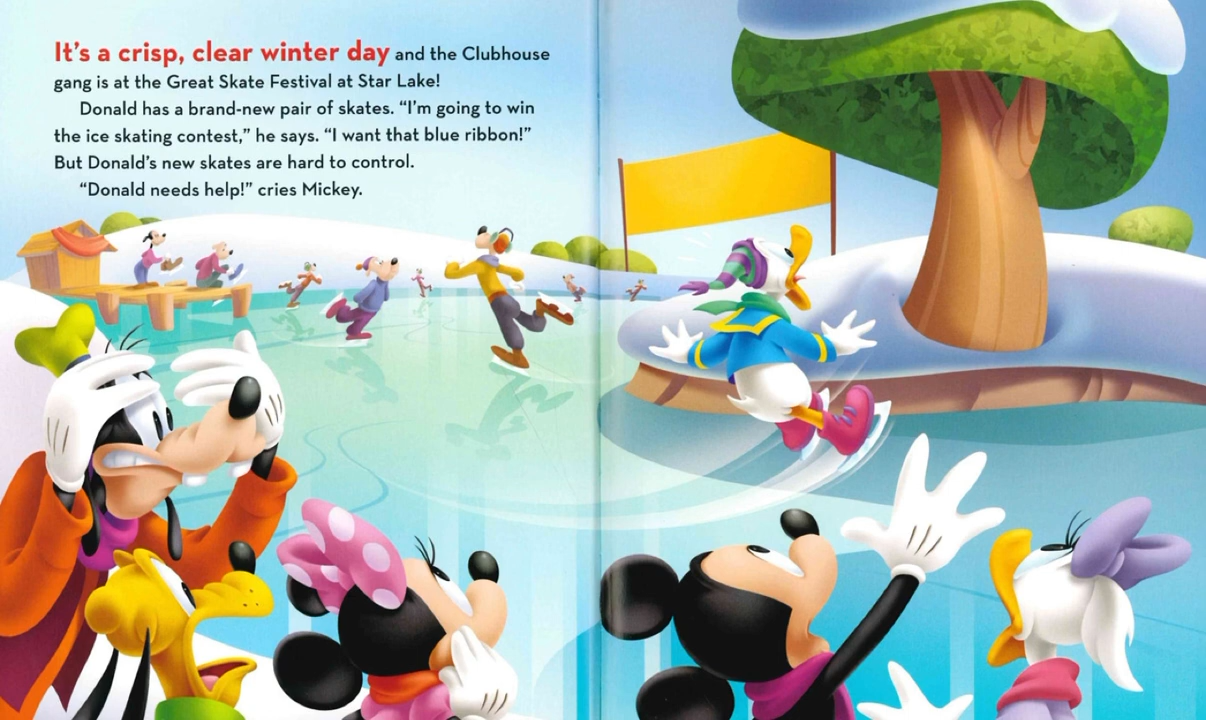 It's a crisp, clear winter day and the Clubhouse
gang is at the Great Skate Festival at Star Lake!
Donald has a brand-new pair of skates. “I'm going to win
the ice skating contest,” he says. “I want that blue ribbon!”
But Donald's new skates are hard to control.
“Donald needs help!” cries Mickey.